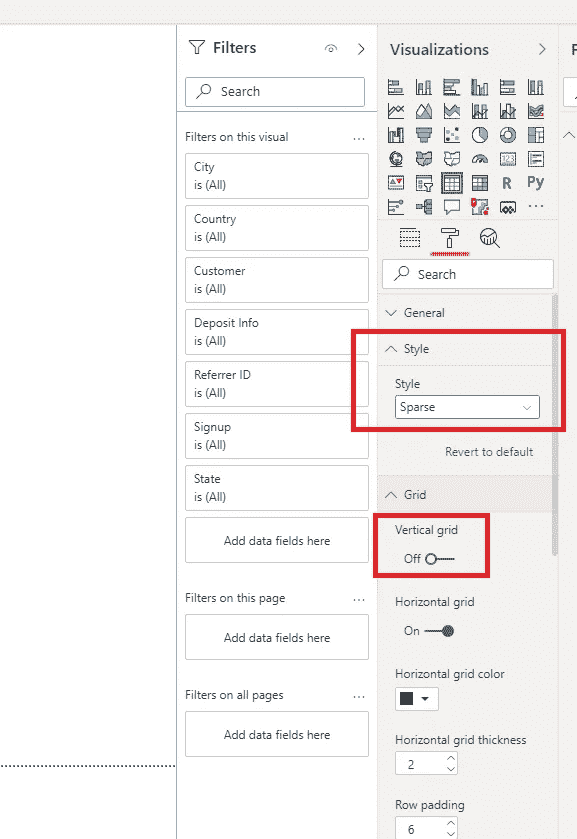 Filters
Search
Filters on this visual
...
City
is (All)
Country
is (All)
Customer
is (All)
Deposit Info
is (All)
Referrer ID
is (All)
Signup
is (All)
State
is (All)
Add data fields here
Filters on this page
...
Add data fields here
Filters on all pages
...
Add data fields here
Visualizations
123
R Py
...
Search
General
Style
Style
Sparse
Revert to default
Grid
Vertical grid
Off
Horizontal grid
On
Horizontal grid color
Horizontal grid thickness
2
Row padding
6
F